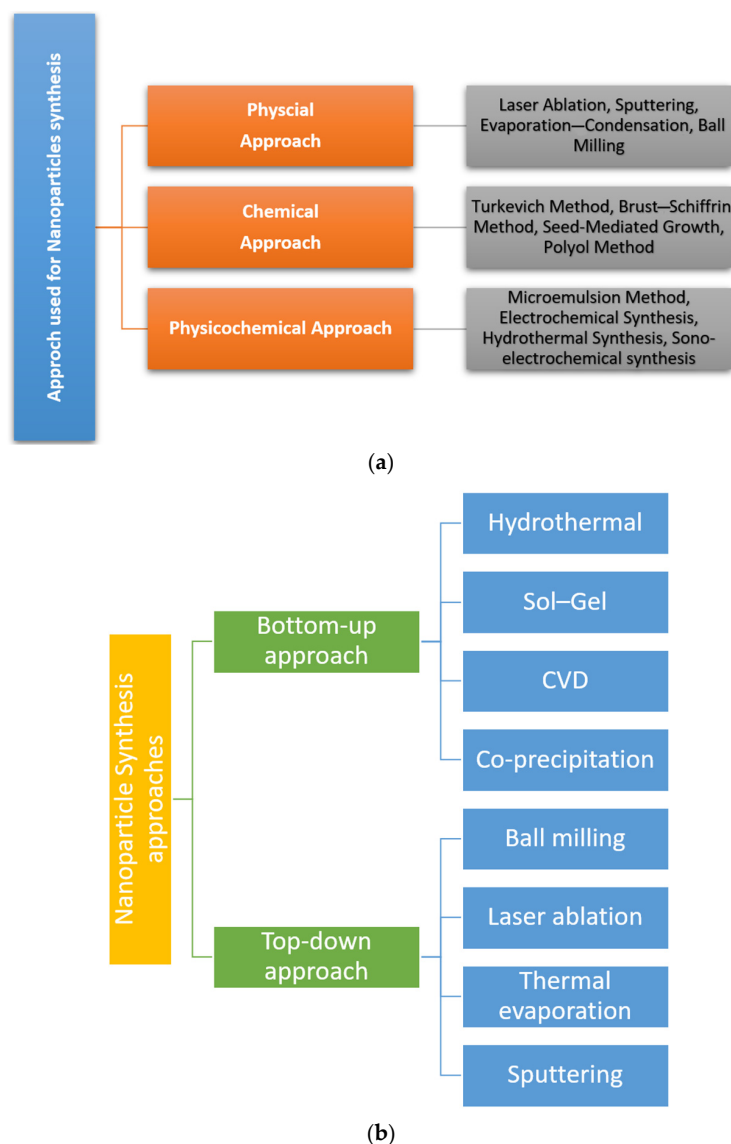 Approch used for Nanoparticles synthesis
Physcial
Approach
Laser Ablation, Sputtering,
Evaporation—Condensation, Ball
Milling
Chemical
Approach
Turkevich Method, Brust—Schiffrin
Method, Seed-Mediated Growth,
Polyol Method
Physicochemical Approach
Microemulsion Method,
Electrochemical Synthesis,
Hydrothermal Synthesis, Sono-
electrochemical synthesis
(a)
Nanoparticle Synthesis
approaches
Bottom-up
approach
Hydrothermal
Sol–Gel
CVD
Co-precipitation
Top-down
approach
Ball milling
Laser ablation
Thermal
evaporation
Sputtering
(b)